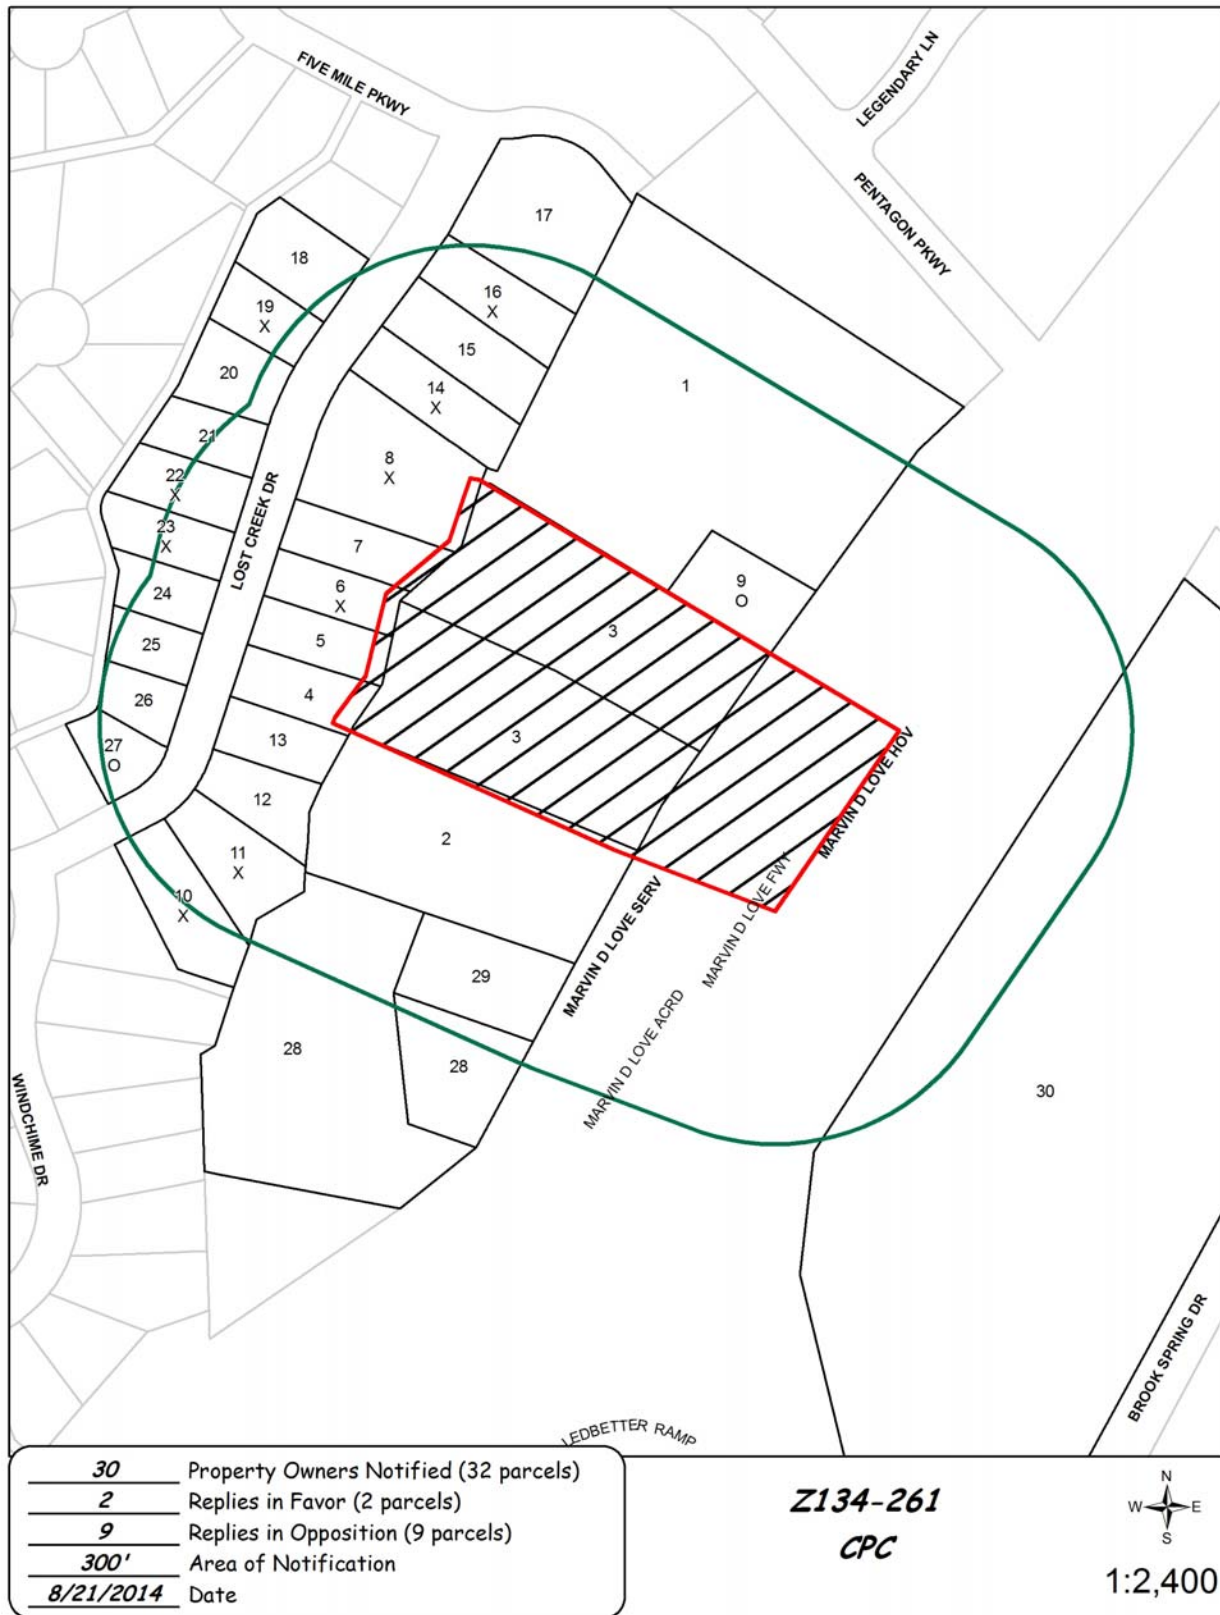 FIVE MILE PKWY
LEGENDARY LN
PENTAGON PKWY
17
18
16
X
19
X
15
20
14
X
1
21
8
X
22
X
LOST CREEK DR
23
X
7
9
O
6
X
24
3
25
5
26
4
3
13
27
O
MARVIN D LOVE HOV
12
2
11
X
MARVIN D LOVE FWY
10
X
MARVIN D LOVE SERV
29
MARVIN D LOVE ACRD
28
28
30
WINDCHIME DR
BROOK SPRING DR
LEDBETTER RAMP
30 Property Owners Notified (32 parcels)
2 Replies in Favor (2 parcels)
9 Replies in Opposition (9 parcels)
300' Area of Notification
8/21/2014 Date
Z134-261
CPC
N
W E
S
1:2,400